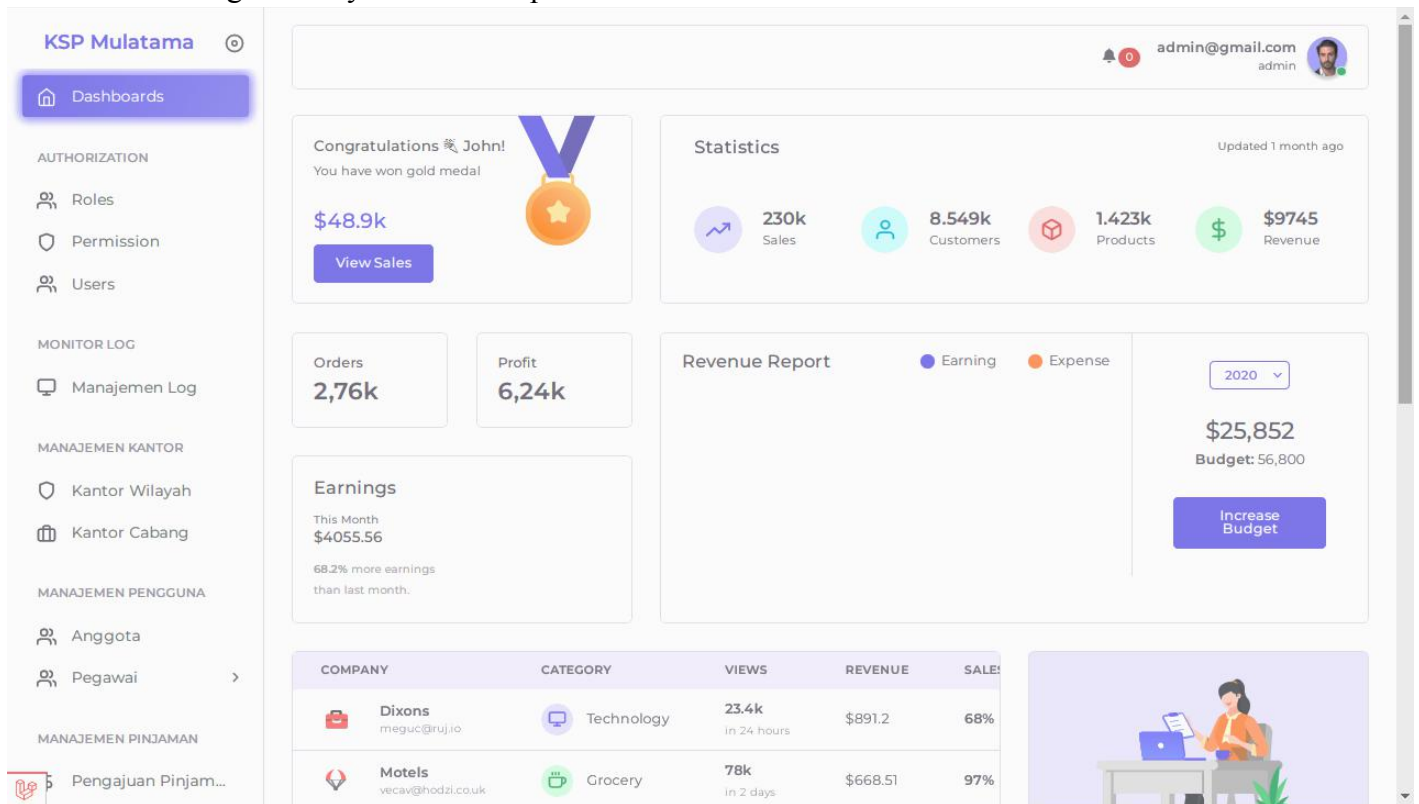 KSP Mulatama
Dashboards
AUTHORIZATION
Roles
Permission
Users
MONITOR LOG
Manajemen Log
MANAJEMEN KANTOR
Kantor Wilayah
Kantor Cabang
MANAJEMEN PENGGUNA
Anggota
Pegawai
MANAJEMEN PINJAMAN
Pengajuan Pinjam...
0
admin@gmail.com
admin
Congratulations John!
You have won gold medal
$48.9k
View Sales
Statistics
Updated 1 month ago
230k
Sales
8.549k
Customers
1.423k
Products
$9745
Revenue
Orders
2,76k
Profit
6,24k
Earnings
This Month
$4055.56
68.2% more earnings
than last month.
Revenue Report
Earning
Expense
2020
$25,852
Budget: 56,800
Increase
Budget
COMPANY CATEGORY VIEWS REVENUE SALES
Dixons Technology 23.4k $891.2 68%
meguc@ruj.io in 24 hours
Motels Grocery 78k $668.51 97%
vecav@hodzi.co.uk in 2 days